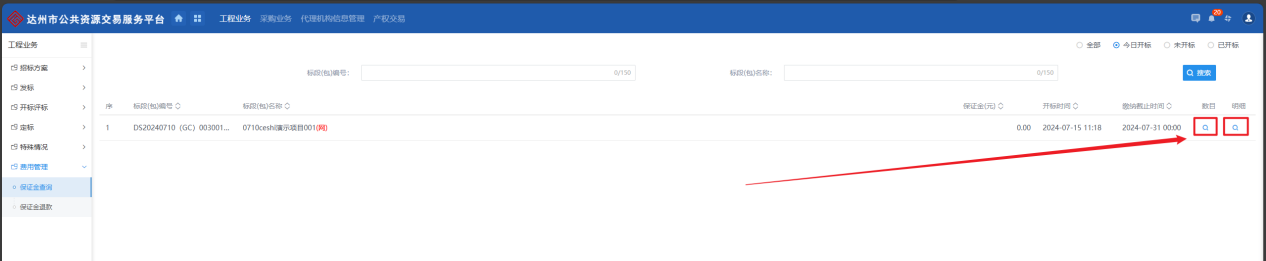 达州市公共资源交易服务平台 工程业务 采购业务 代理机构信息管理 产权交易 20
工程业务
全部 今日开标 未开标 已开标
招标方案
标段(包)编号： 0/150 标段(包)名称： 0/150 搜索
发标
开标评标
序 标段(包)编号 标段(包)名称 保证金(元) 开标时间 缴纳截止时间 数目 明细
定标
1 DS20240710（GC）003001... 0710ceshi演示项目001(网) 0.00 2024-07-15 11:18 2024-07-31 00:00
特殊情况
费用管理
保证金查询
保证金退款